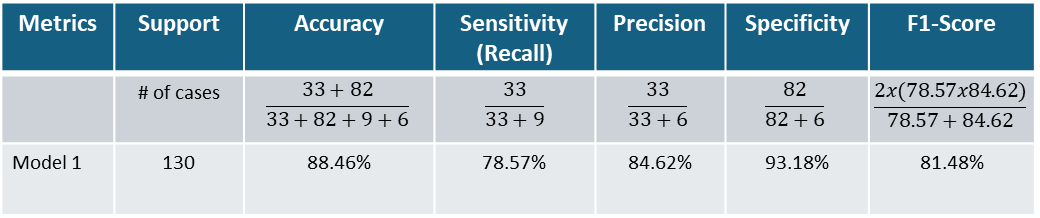 Metrics Support Accuracy Sensitivity (Recall) Precision Specificity F1-Score
# of cases 33 + 82 / 33 + 82 + 9 + 6 33 / 33 + 9 33 / 33 + 6 82 / 82 + 6 2x(78.57x84.62) / 78.57 + 84.62
Model 1 130 88.46% 78.57% 84.62% 93.18% 81.48%